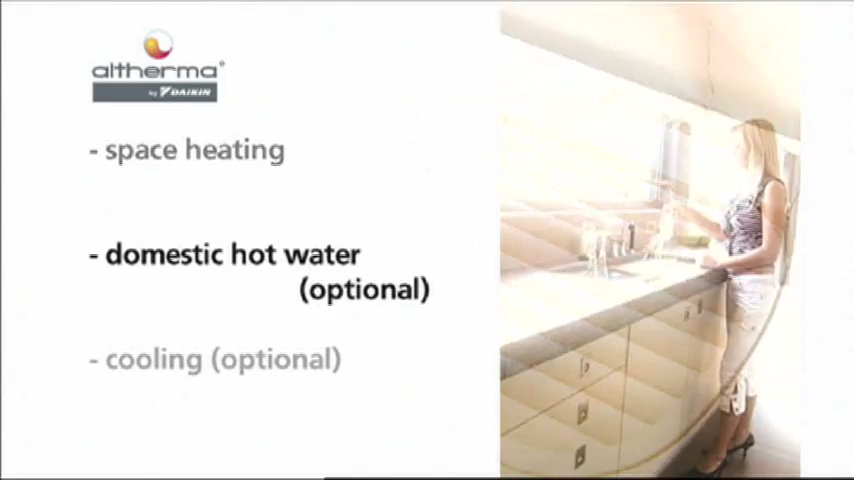 altherma
by DAIKIN
- space heating
- domestic hot water
(optional)
- cooling (optional)